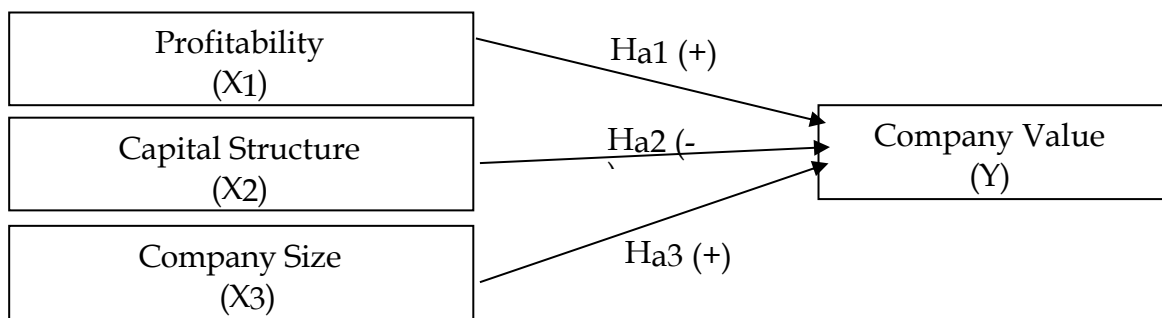 Profitability
(X1)
Ha1 (+)
Capital Structure
(X2)
Ha2 (-
Company Value
(Y)
Company Size
(X3)
Ha3 (+)